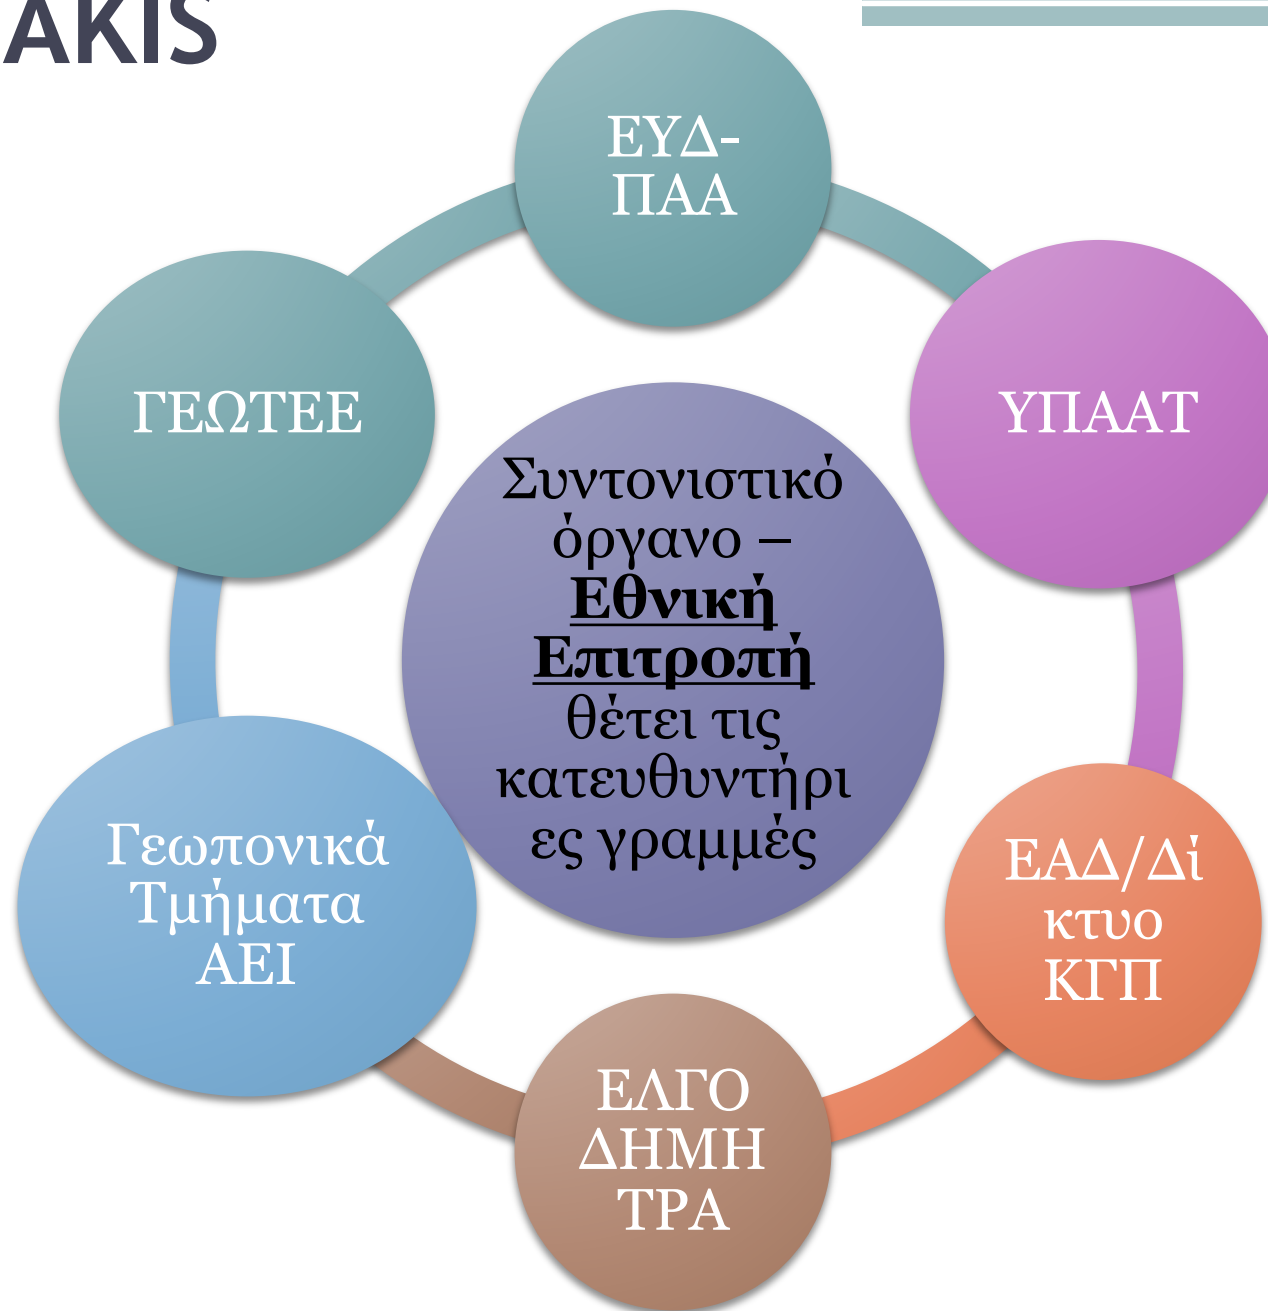 AKIS
ΕΥΔ-
ΠΑΑ
ΥΠΑΑΤ
ΕΑΔ/Δί
κτυο
ΚΓΠ
ΕΛΓΟ
ΔΗΜΗ
ΤΡΑ
Γεωπονικά
Τμήματα
ΑΕΙ
ΓΕΩΤΕΕ
Συντονιστικό
όργανο –
Εθνική
Επιτροπή
θέτει τις
κατευθυντήρι
ες γραμμές